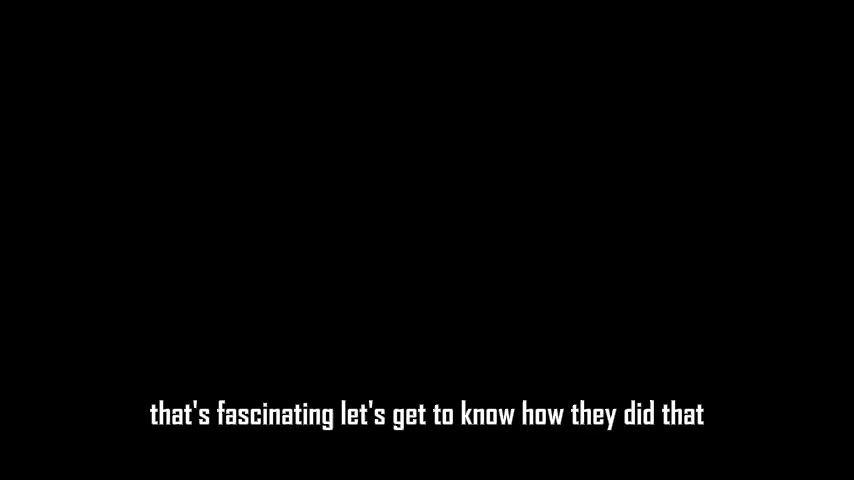 that's fascinating let's get to know how they did that